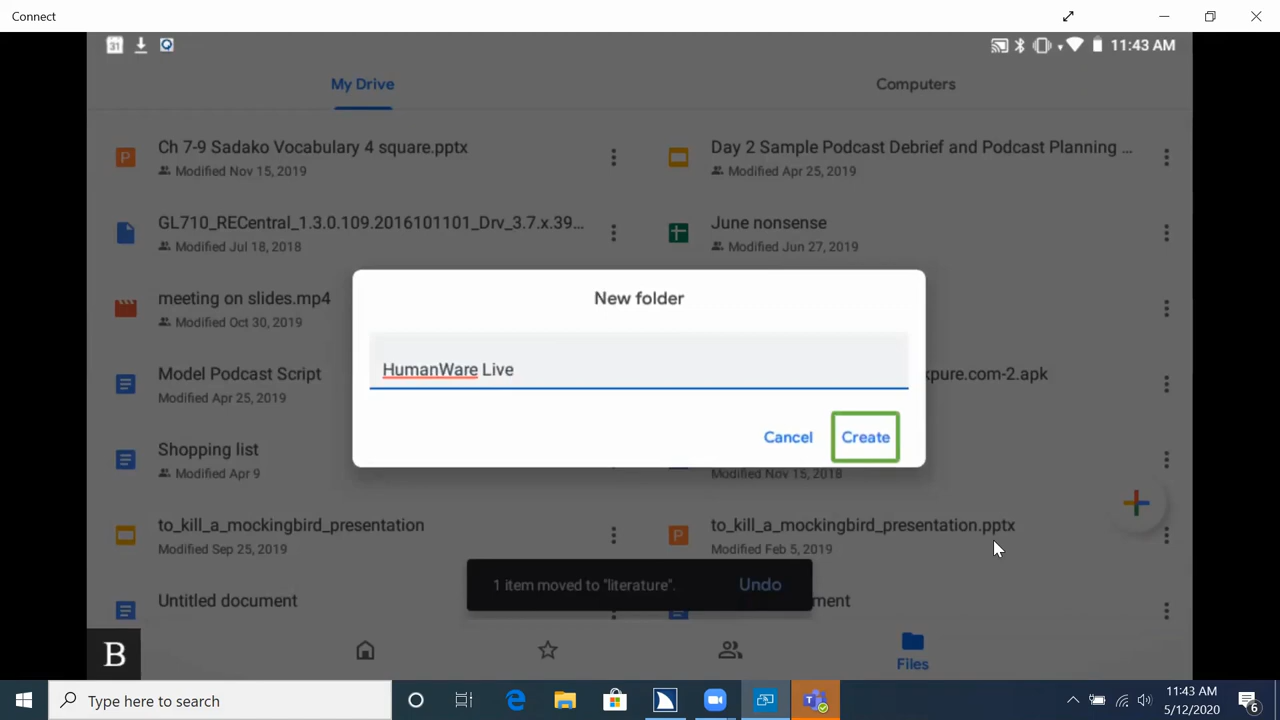 Connect
31
11:43 AM
My Drive
Computers
P
Ch 7-9 Sadako Vocabulary 4 square.pptx
Modified Nov 15, 2019
Day 2 Sample Podcast Debrief and Podcast Planning ...
Modified Apr 25, 2019
GL710_RECentral_1.3.0.109.2016101101_Drv_3.7.x.39...
Modified Jul 18, 2018
June nonsense
Modified Jun 27, 2019
meeting on slides.mp4
Modified Oct 30, 2019
New folder
HumanWare Live
Cancel
Create
Model Podcast Script
Modified Apr 25, 2019
kpure.com-2.apk
Shopping list
Modified Apr 9
Modified Nov 15, 2018
to_kill_a_mockingbird_presentation
Modified Sep 25, 2019
P
to_kill_a_mockingbird_presentation.pptx
Modified Feb 5, 2019
1 item moved to "literature".
Undo
Untitled document
ment
B
Files
Type here to search
11:43 AM
5/12/2020
6